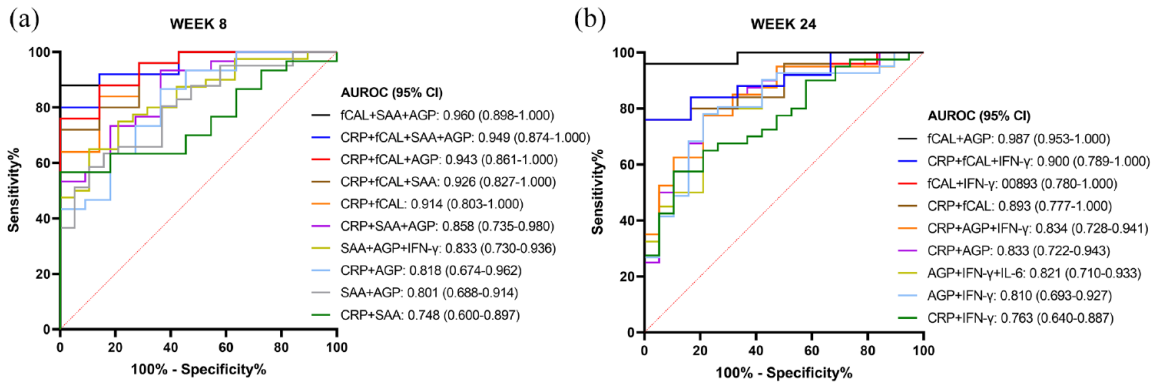 (a)
WEEK 8
100
80
60
40
20
0
Sensitivity%
0 20 40 60 80 100
100% - Specificity%
AUROC (95% CI)
fCAL+SAA+AGP: 0.960 (0.898-1.000)
CRP+fCAL+SAA+AGP: 0.949 (0.874-1.000)
CRP+fCAL+AGP: 0.943 (0.861-1.000)
CRP+fCAL+SAA: 0.926 (0.827-1.000)
CRP+fCAL: 0.914 (0.803-1.000)
CRP+SAA+AGP: 0.858 (0.735-0.980)
SAA+AGP+IFN-γ: 0.833 (0.730-0.936)
CRP+AGP: 0.818 (0.674-0.962)
SAA+AGP: 0.801 (0.688-0.914)
CRP+SAA: 0.748 (0.600-0.897)
(b)
WEEK 24
100
80
60
40
20
0
Sensitivity%
0 20 40 60 80 100
100% - Specificity%
AUROC (95% CI)
fCAL+AGP: 0.987 (0.953-1.000)
CRP+fCAL+IFN-γ: 0.900 (0.789-1.000)
fCAL+IFN-γ: 00893 (0.780-1.000)
CRP+fCAL: 0.893 (0.777-1.000)
CRP+AGP+IFN-γ: 0.834 (0.728-0.941)
CRP+AGP: 0.833 (0.722-0.943)
AGP+IFN-γ+IL-6: 0.821 (0.710-0.933)
AGP+IFN-γ: 0.810 (0.693-0.927)
CRP+IFN-γ: 0.763 (0.640-0.887)